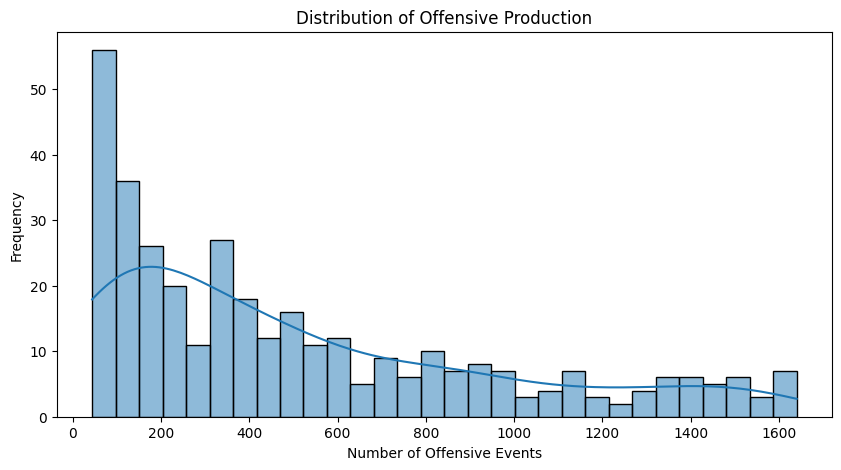 Distribution of Offensive Production
Frequency
50
40
30
20
10
0
0 200 400 600 800 1000 1200 1400 1600
Number of Offensive Events